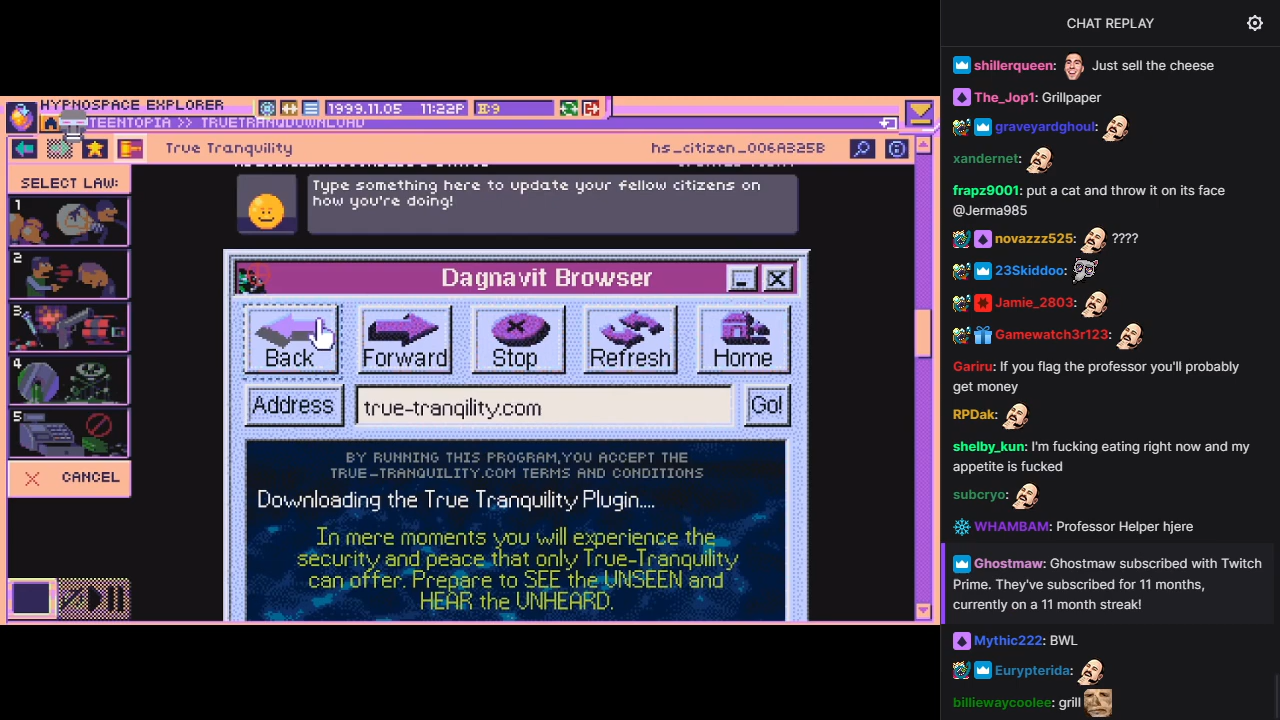 HYPNOSPACE EXPLORER
1999.11.05 11:22P
:9
TEENTOPIA >> TRUETRANQDOWNLOAD
True Tranquility
hs_citizen_006A325B
SELECT LAW:
1
2
3
4
5
CANCEL
Type something here to update your fellow citizens on
how you're doing!
Dagnavit Browser
Back
Forward
Stop
Refresh
Home
Address
true-tranqility.com
Go!
BY RUNNING THIS PROGRAM,YOU ACCEPT THE
TRUE-TRANQUILITY.COM TERMS AND CONDITIONS
Downloading the True Tranquility Plugin....
In mere moments you will experience the
security and peace that only True-Tranquility
can offer. Prepare to SEE the UNSEEN and
HEAR the UNHEARD.
CHAT REPLAY
shillerqueen: Just sell the cheese
The_Jop1: Grillpaper
graveyardghoul:
xandernet:
frapz9001: put a cat and throw it on its face
@Jerma985
novazzz525: ????
23Skiddoo:
Jamie_2803:
Gamewatch3r123:
Gariru: If you flag the professor you'll probably
get money
RPDak:
shelby_kun: I'm fucking eating right now and my
appetite is fucked
subcryo:
WHAMBAM: Professor Helper hjere
Ghostmaw: Ghostmaw subscribed with Twitch
Prime. They've subscribed for 11 months,
currently on a 11 month streak!
Mythic222: BWL
Eurypterida:
billiewaycoolee: grill